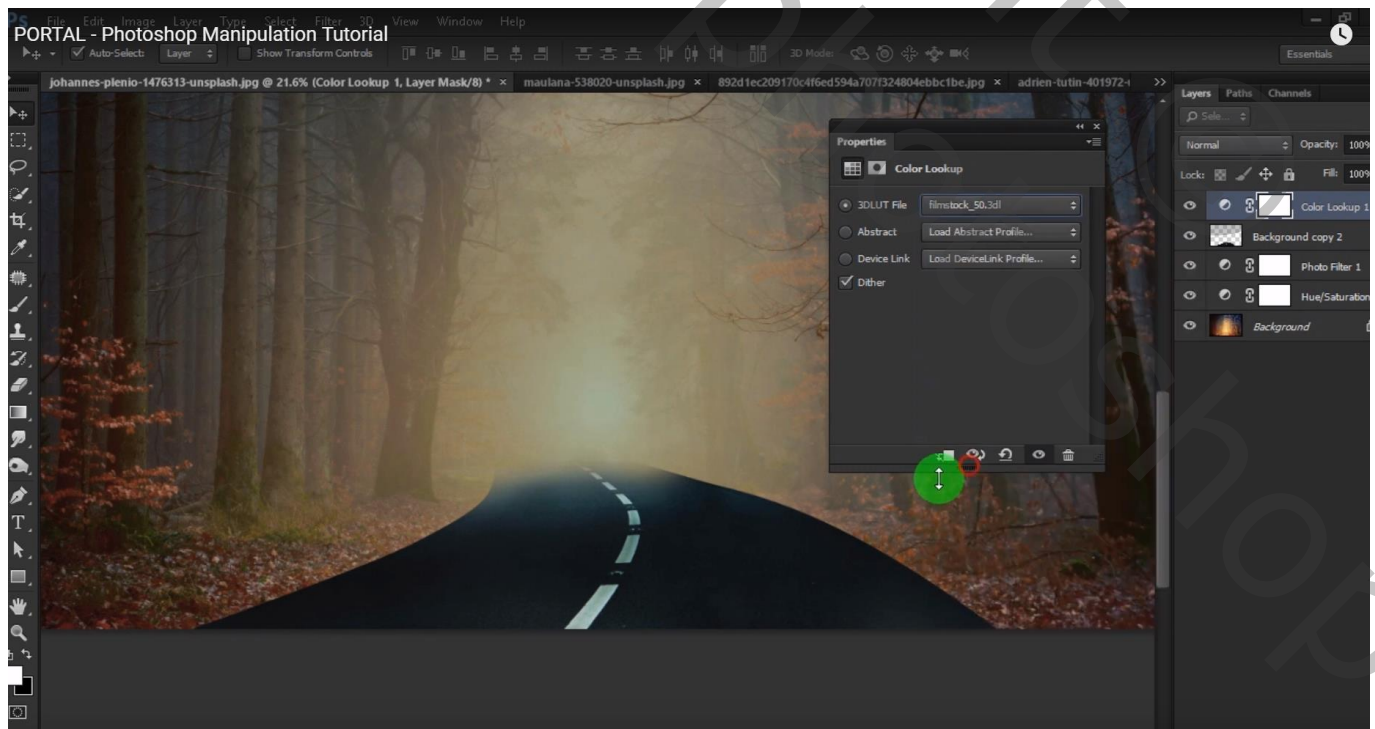 Ps File Edit Image Layer Type Select Filter 3D View Window Help
PORTAL - Photoshop Manipulation Tutorial
Auto-Select: Layer Show Transform Controls 3D Mode: Essentials
johannes-plenio-1476313-unsplash.jpg @ 21.6% (Color Lookup 1, Layer Mask/8) * × maulana-538020-unsplash.jpg × 892d1ec209170c4f6ed594a707f324804ebbc1be.jpg × adrien-tutin-401972-
Properties
Color Lookup
3DLUT File filmstock_50.3dl
Abstract Load Abstract Profile...
Device Link Load DeviceLink Profile...
Dither
Layers Paths Channels
Sele...
Normal Opacity: 100%
Lock: Fill: 100%
Color Lookup 1
Background copy 2
Photo Filter 1
Hue/Saturation
Background
T